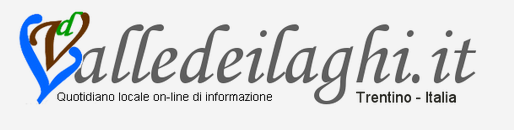 Valledeilaghi.it
Quotidiano locale on-line di informazione Trentino - Italia